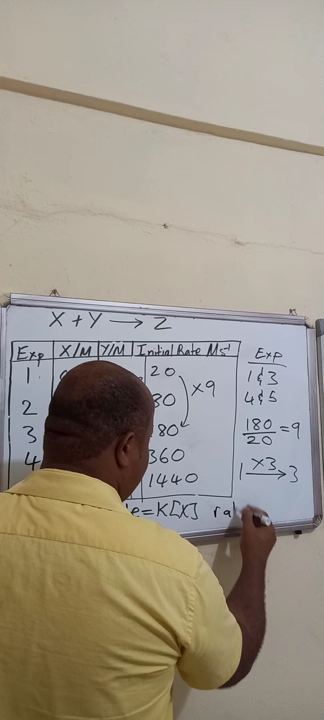 X + Y → Z
Exp X/M Y/M Initial Rate Ms⁻¹
1 20
2 80
3 180
4 360
1440
×9
=K[X] ra
Exp
1 & 3
4 & 5
180/20 = 9
1 ×3→ 3